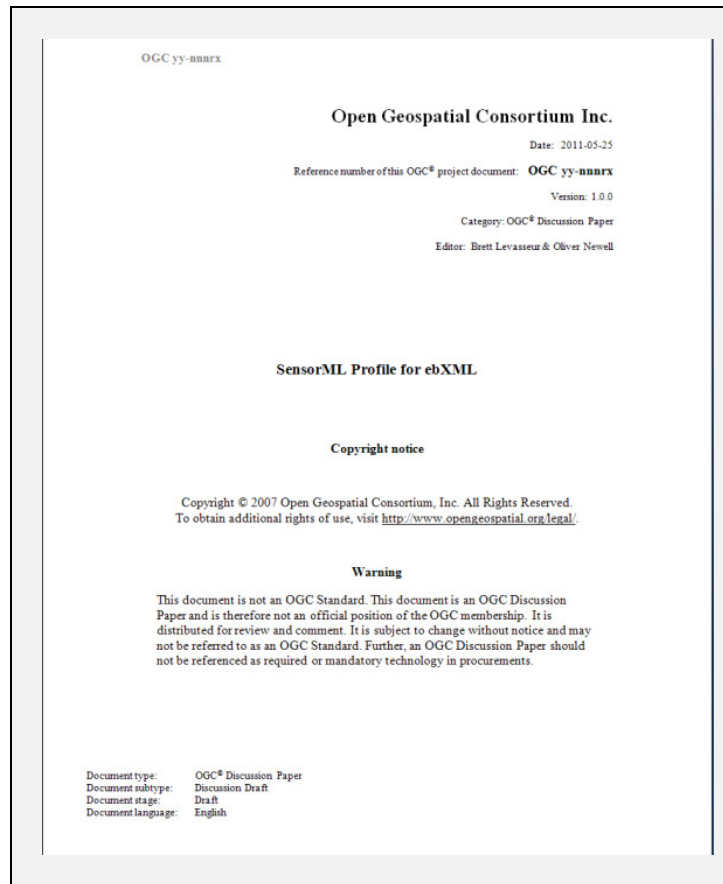 OGC yy-nnnrx
Open Geospatial Consortium Inc.
Date: 2011-05-25
Reference number of this OGC® project document: OGC yy-nnnrx
Version: 1.0.0
Category: OGC® Discussion Paper
Editor: Brett Levasseur & Oliver Newell
SensorML Profile for ebXML
Copyright notice
Copyright © 2007 Open Geospatial Consortium, Inc. All Rights Reserved.
To obtain additional rights of use, visit http://www.opengeospatial.org/legal/.
Warning
This document is not an OGC Standard. This document is an OGC Discussion
Paper and is therefore not an official position of the OGC membership. It is
distributed for review and comment. It is subject to change without notice and may
not be referred to as an OGC Standard. Further, an OGC Discussion Paper should
not be referenced as required or mandatory technology in procurements.
Document type: OGC® Discussion Paper
Document subtype: Discussion Draft
Document stage: Draft
Document language: English